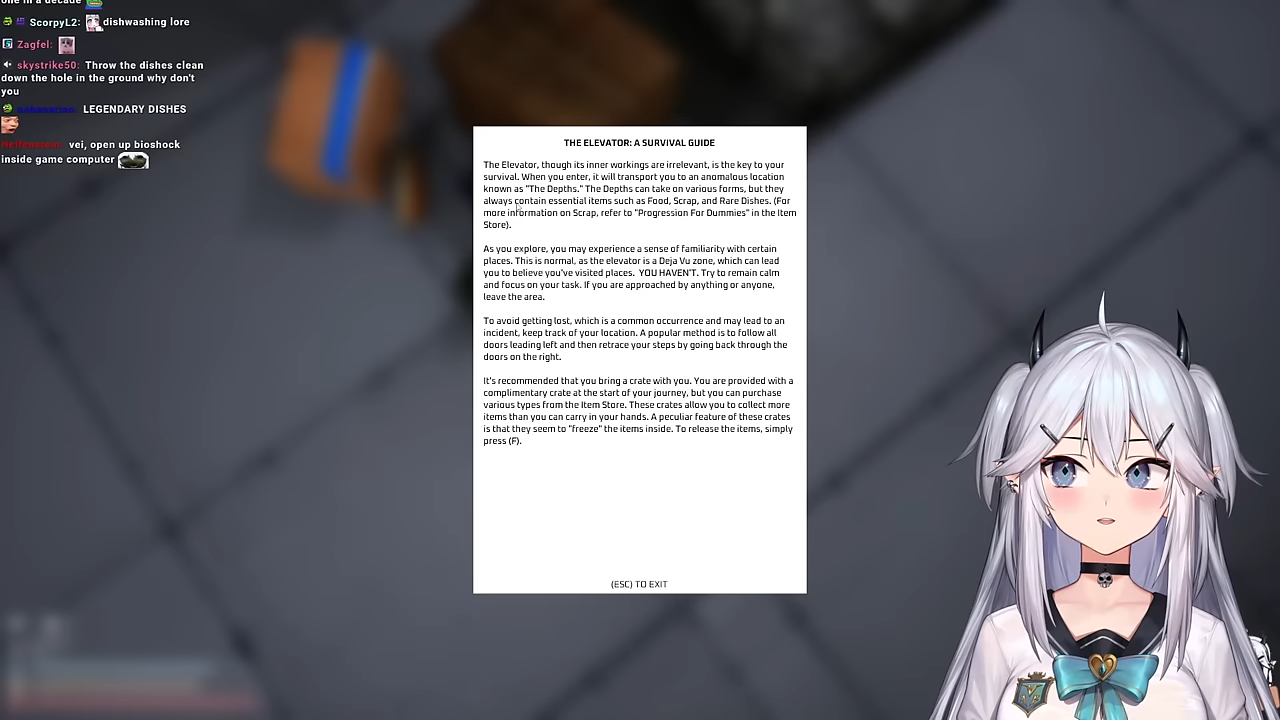 one in a decade
ScorpyL2: dishwashing lore
Zagfel:
skystrike50: Throw the dishes clean
down the hole in the ground why don't
you
LEGENDARY DISHES
vei, open up bioshock
inside game computer
THE ELEVATOR: A SURVIVAL GUIDE
The Elevator, though its inner workings are irrelevant, is the key to your
survival. When you enter, it will transport you to an anomalous location
known as "The Depths." The Depths can take on various forms, but they
always contain essential items such as Food, Scrap, and Rare Dishes. (For
more information on Scrap, refer to "Progression For Dummies" in the Item
Store).
As you explore, you may experience a sense of familiarity with certain
places. This is normal, as the elevator is a Deja Vu zone, which can lead
you to believe you've visited places. YOU HAVEN'T. Try to remain calm
and focus on your task. If you are approached by anything or anyone,
leave the area.
To avoid getting lost, which is a common occurrence and may lead to an
incident, keep track of your location. A popular method is to follow all
doors leading left and then retrace your steps by going back through the
doors on the right.
It's recommended that you bring a crate with you. You are provided with a
complimentary crate at the start of your journey, but you can purchase
various types from the Item Store. These crates allow you to collect more
items than you can carry in your hands. A peculiar feature of these crates
is that they seem to "freeze" the items inside. To release the items, simply
press (F).
(ESC) TO EXIT